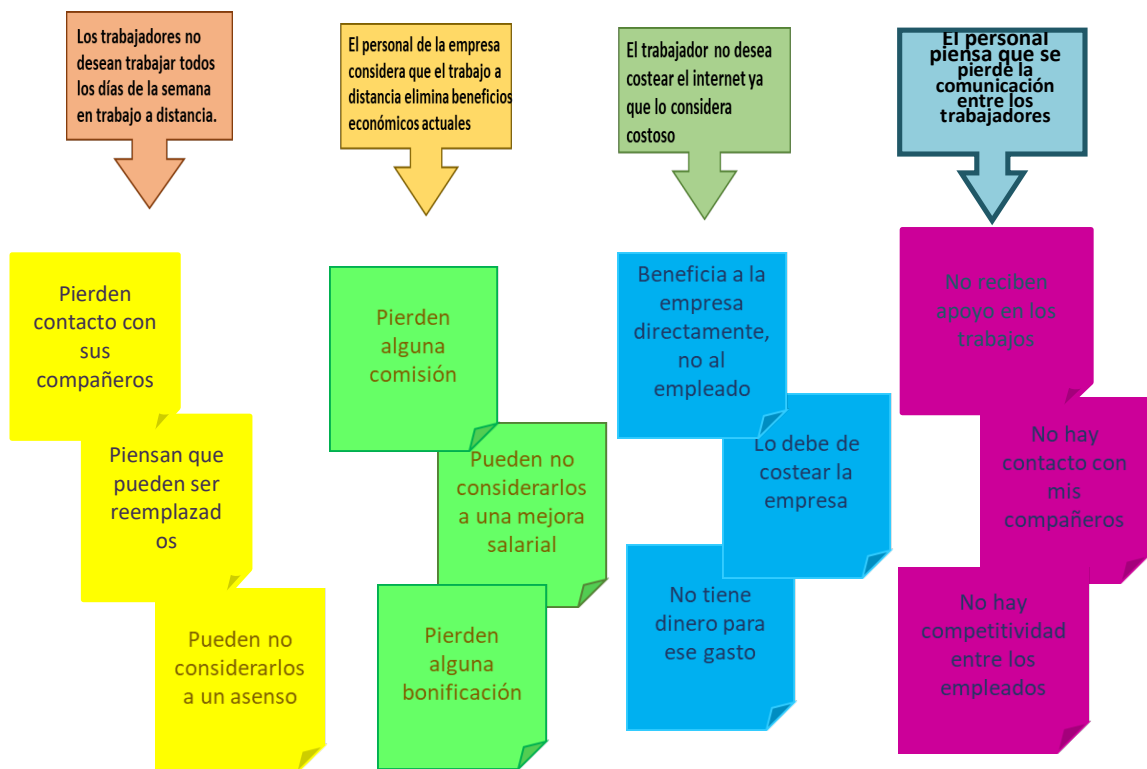 Los trabajadores no
desean trabajar todos
los días de la semana
en trabajo a distancia.
El personal de la empresa
considera que el trabajo a
distancia elimina beneficios
económicos actuales
El trabajador no desea
costear el internet ya
que lo considera
costoso
El personal
piensa que se
pierde la
comunicación
entre los
trabajadores
Pierden
contacto con
sus
compañeros
Piensan que
pueden ser
reemplazad
os
Pueden no
considerarlos
a un asenso
Pierden
alguna
comisión
Pueden no
considerarlos
a una mejora
salarial
Pierden
alguna
bonificación
Beneficia a la
empresa
directamente,
no al
empleado
Lo debe de
costear la
empresa
No tiene
dinero para
ese gasto
No reciben
apoyo en los
trabajos
No hay
contacto con
mis
compañeros
No hay
competitividad
entre los
empleados